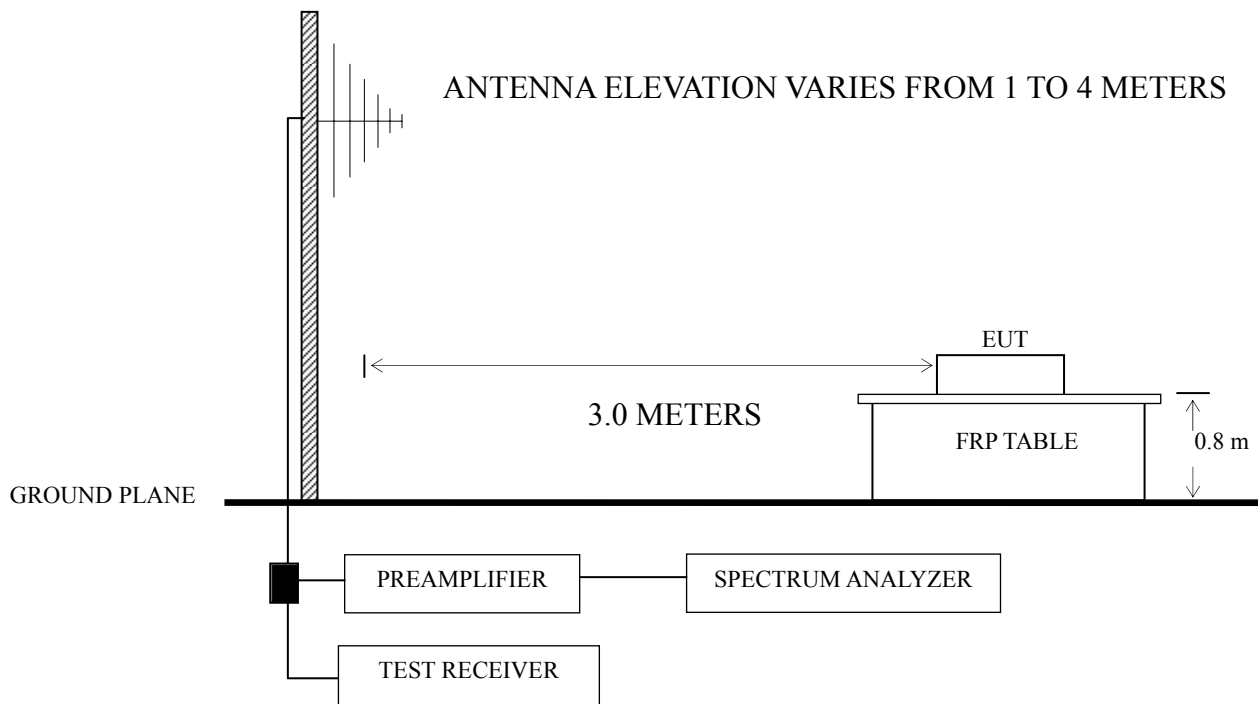 ANTENNA ELEVATION VARIES FROM 1 TO 4 METERS
EUT
3.0 METERS
FRP TABLE
0.8 m
GROUND PLANE
PREAMPLIFIER
SPECTRUM ANALYZER
TEST RECEIVER